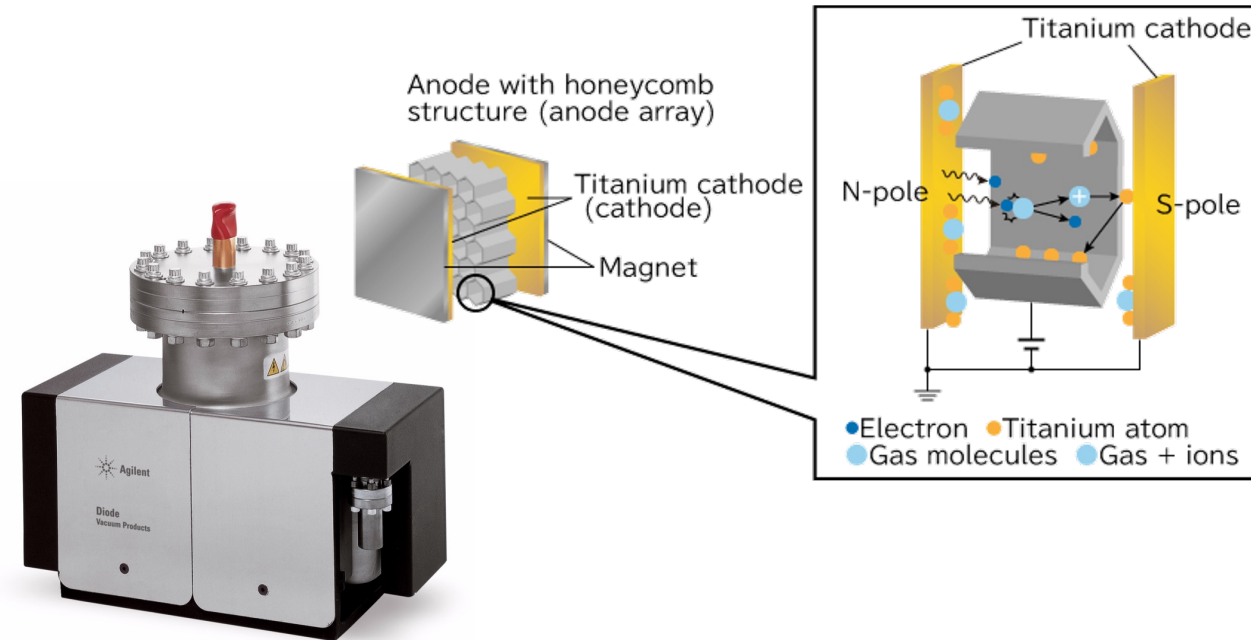 Anode with honeycomb
structure (anode array)
Titanium cathode
(cathode)
Magnet
Agilent
Diode
Vacuum Products
Titanium cathode
N-pole
+
S-pole
Electron Titanium atom
Gas molecules Gas + ions